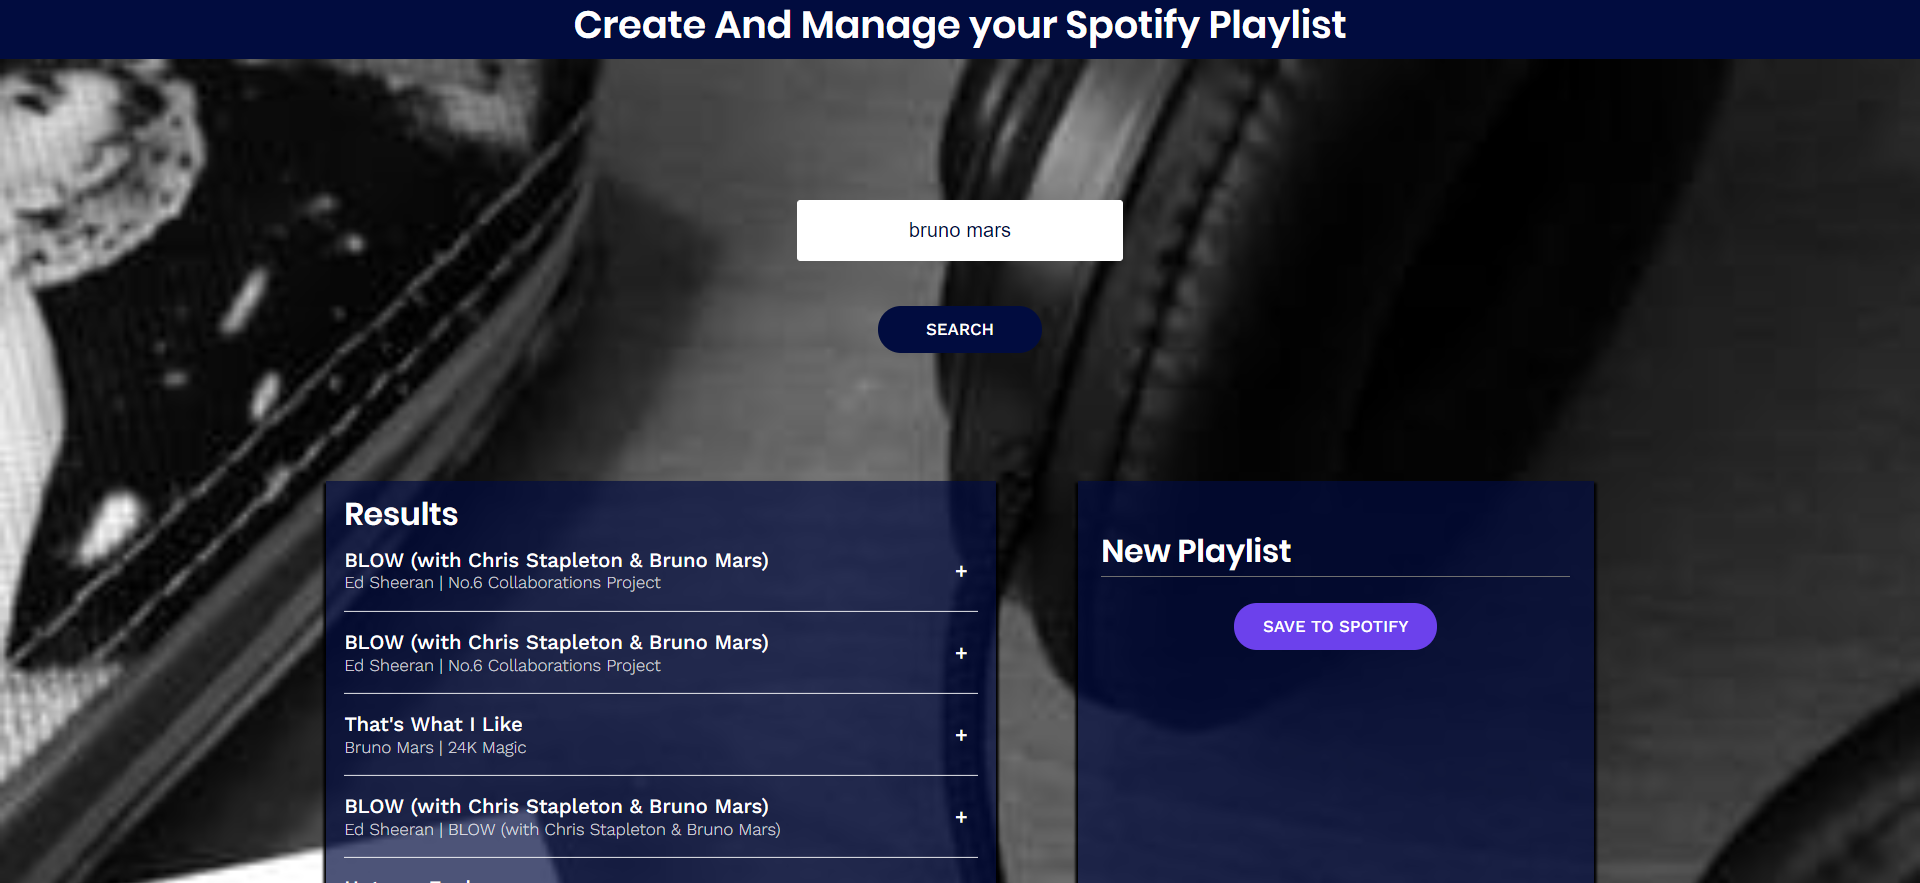 Create And Manage your Spotify Playlist
bruno mars
SEARCH
Results
BLOW (with Chris Stapleton & Bruno Mars)
Ed Sheeran | No.6 Collaborations Project
+
BLOW (with Chris Stapleton & Bruno Mars)
Ed Sheeran | No.6 Collaborations Project
+
That's What I Like
Bruno Mars | 24K Magic
+
BLOW (with Chris Stapleton & Bruno Mars)
Ed Sheeran | BLOW (with Chris Stapleton & Bruno Mars)
+
New Playlist
SAVE TO SPOTIFY